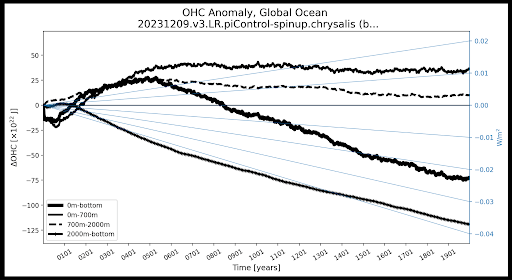 OHC Anomaly, Global Ocean
20231209.v3.LR.piControl-spinup.chrysalis (b...
ΔOHC [×10²² J]
50
25
0
−25
−50
−75
−100
−125
0.02
0.01
0.00
−0.01
−0.02
−0.03
−0.04
W/m²
0m-bottom
0m-700m
700m-2000m
2000m-bottom
0101 0201 0301 0401 0501 0601 0701 0801 0901 1001 1101 1201 1301 1401 1501 1601 1701 1801 1901
Time [years]